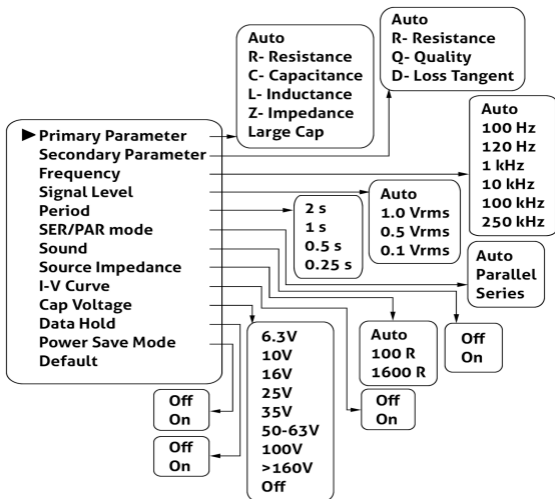 Auto
R- Resistance
C- Capacitance
L- Inductance
Z- Impedance
Large Cap
Auto
R- Resistance
Q- Quality
D- Loss Tangent
Primary Parameter
Secondary Parameter
Frequency
Signal Level
Period
SER/PAR mode
Sound
Source Impedance
I-V Curve
Cap Voltage
Data Hold
Power Save Mode
Default
Auto
100 Hz
120 Hz
1 kHz
10 kHz
100 kHz
250 kHz
Auto
1.0 Vrms
0.5 Vrms
0.1 Vrms
2 s
1 s
0.5 s
0.25 s
Auto
Parallel
Series
Off
On
Auto
100 R
1600 R
Off
On
6.3V
10V
16V
25V
35V
50-63V
100V
>160V
Off
Off
On
Off
On